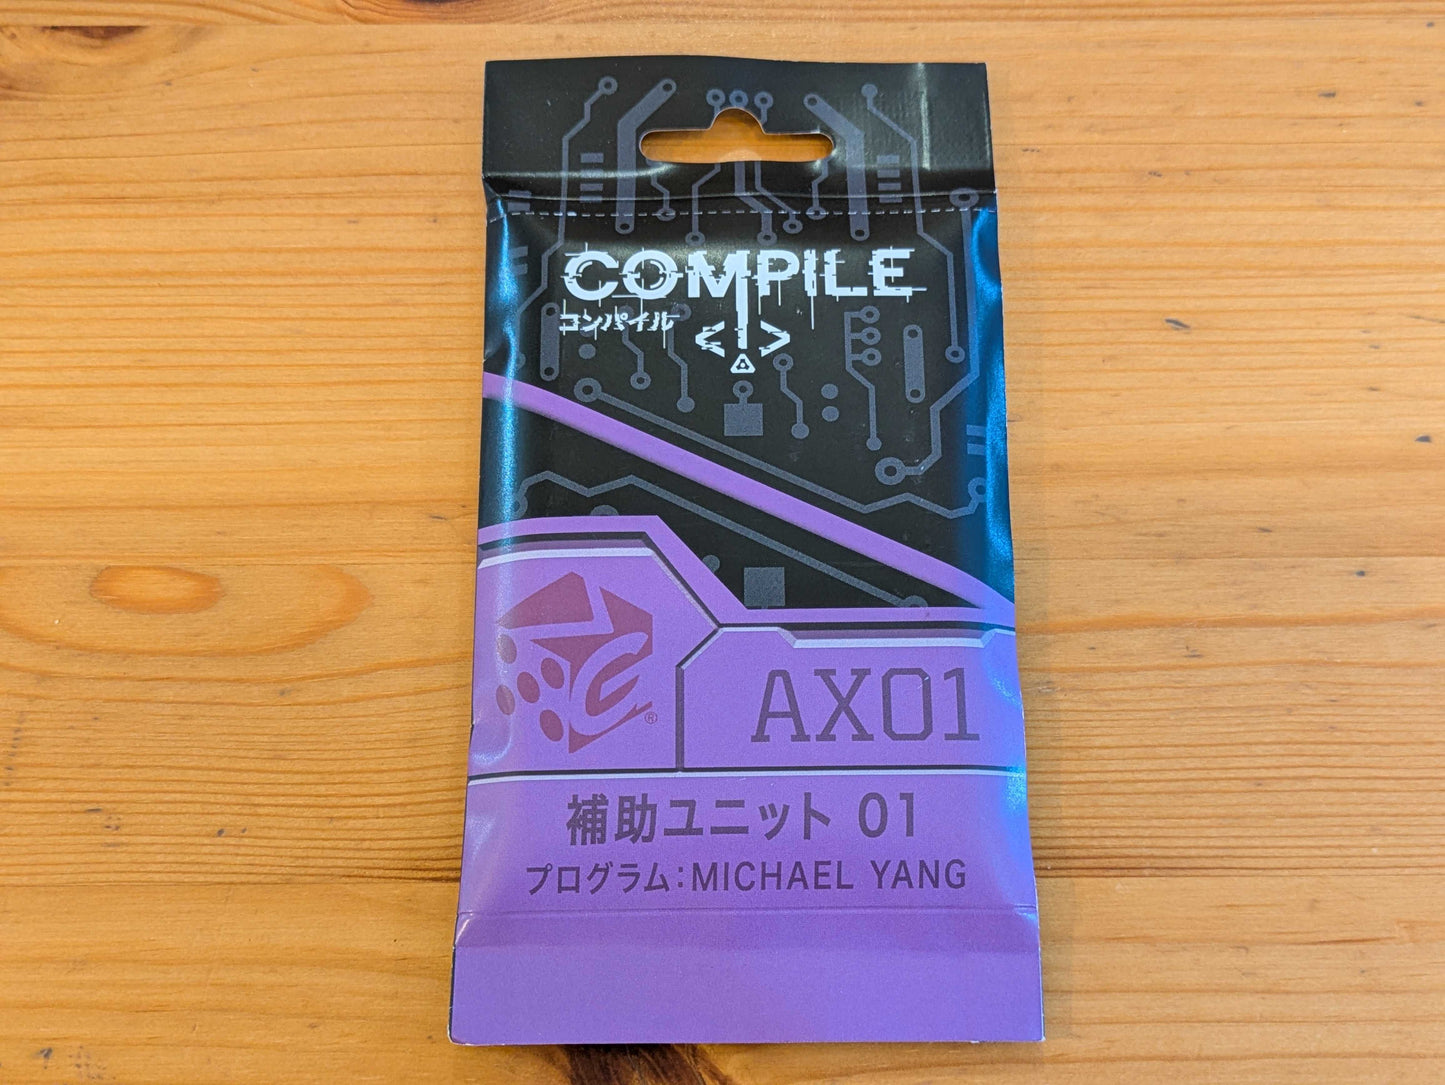 COMPILE
コンパイル
®
AX01
補助ユニット 01
プログラム:MICHAEL YANG